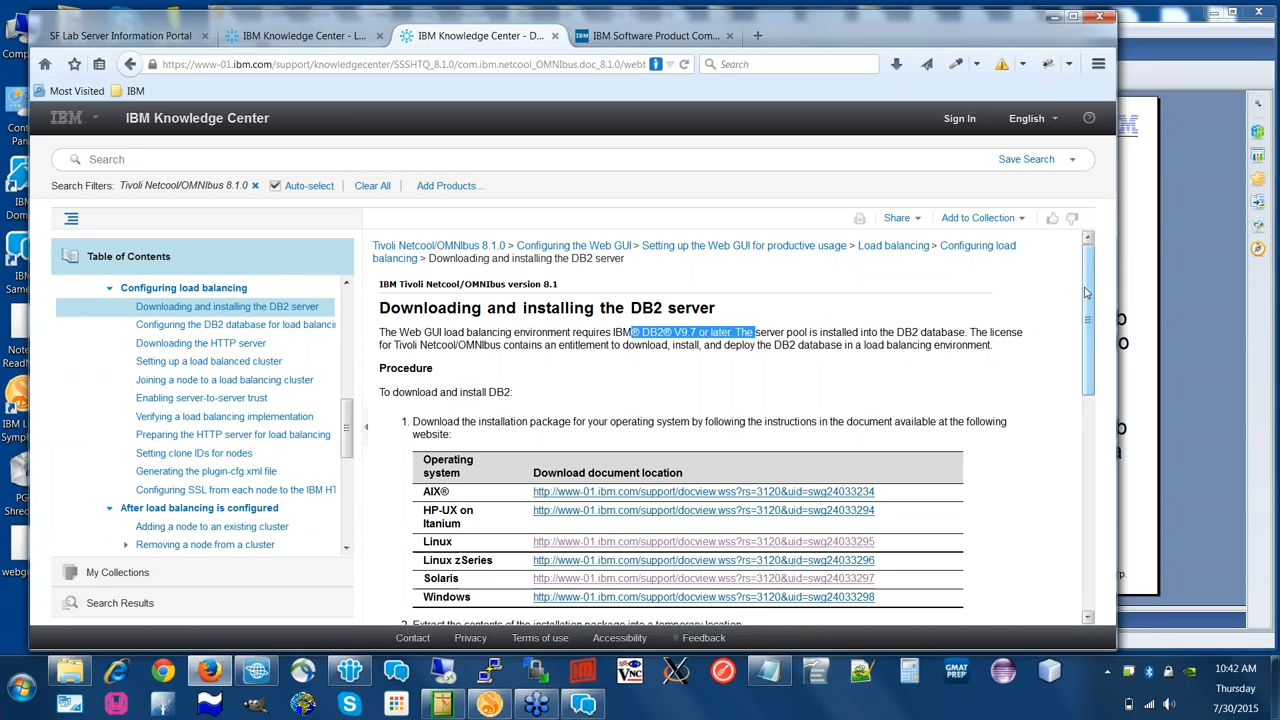 SF Lab Server Information Portal
IBM Knowledge Center - L...
IBM Knowledge Center - D...
IBM Software Product Com...
https://www-01.ibm.com/support/knowledgecenter/SSSHTQ_8.1.0/com.ibm.netcool_OMNIbus.doc_8.1.0/webt
Search
Most Visited
IBM
IBM
IBM Knowledge Center
Sign In
English
Search
Save Search
Search Filters: Tivoli Netcool/OMNIbus 8.1.0
Auto-select
Clear All
Add Products...
Share
Add to Collection
Table of Contents
Configuring load balancing
Downloading and installing the DB2 server
Configuring the DB2 database for load balanci
Downloading the HTTP server
Setting up a load balanced cluster
Joining a node to a load balancing cluster
Enabling server-to-server trust
Verifying a load balancing implementation
Preparing the HTTP server for load balancing
Setting clone IDs for nodes
Generating the plugin-cfg.xml file
Configuring SSL from each node to the IBM HT
After load balancing is configured
Adding a node to an existing cluster
Removing a node from a cluster
My Collections
Search Results
Tivoli Netcool/OMNIbus 8.1.0 > Configuring the Web GUI > Setting up the Web GUI for productive usage > Load balancing > Configuring load
balancing > Downloading and installing the DB2 server
IBM Tivoli Netcool/OMNIbus version 8.1
Downloading and installing the DB2 server
The Web GUI load balancing environment requires IBM® DB2® V9.7 or later. The server pool is installed into the DB2 database. The license
for Tivoli Netcool/OMNIbus contains an entitlement to download, install, and deploy the DB2 database in a load balancing environment.
Procedure
To download and install DB2:
1. Download the installation package for your operating system by following the instructions in the document available at the following
website:
Operating
system
Download document location
AIX®
http://www-01.ibm.com/support/docview.wss?rs=3120&uid=swg24033234
HP-UX on
Itanium
http://www-01.ibm.com/support/docview.wss?rs=3120&uid=swg24033294
Linux
http://www-01.ibm.com/support/docview.wss?rs=3120&uid=swg24033295
Linux zSeries
http://www-01.ibm.com/support/docview.wss?rs=3120&uid=swg24033296
Solaris
http://www-01.ibm.com/support/docview.wss?rs=3120&uid=swg24033297
Windows
http://www-01.ibm.com/support/docview.wss?rs=3120&uid=swg24033298
2. Extract the contents of the installation package into a temporary location.
Contact
Privacy
Terms of use
Accessibility
Feedback
VNC
GMAT
PREP
10:42 AM
Thursday
7/30/2015